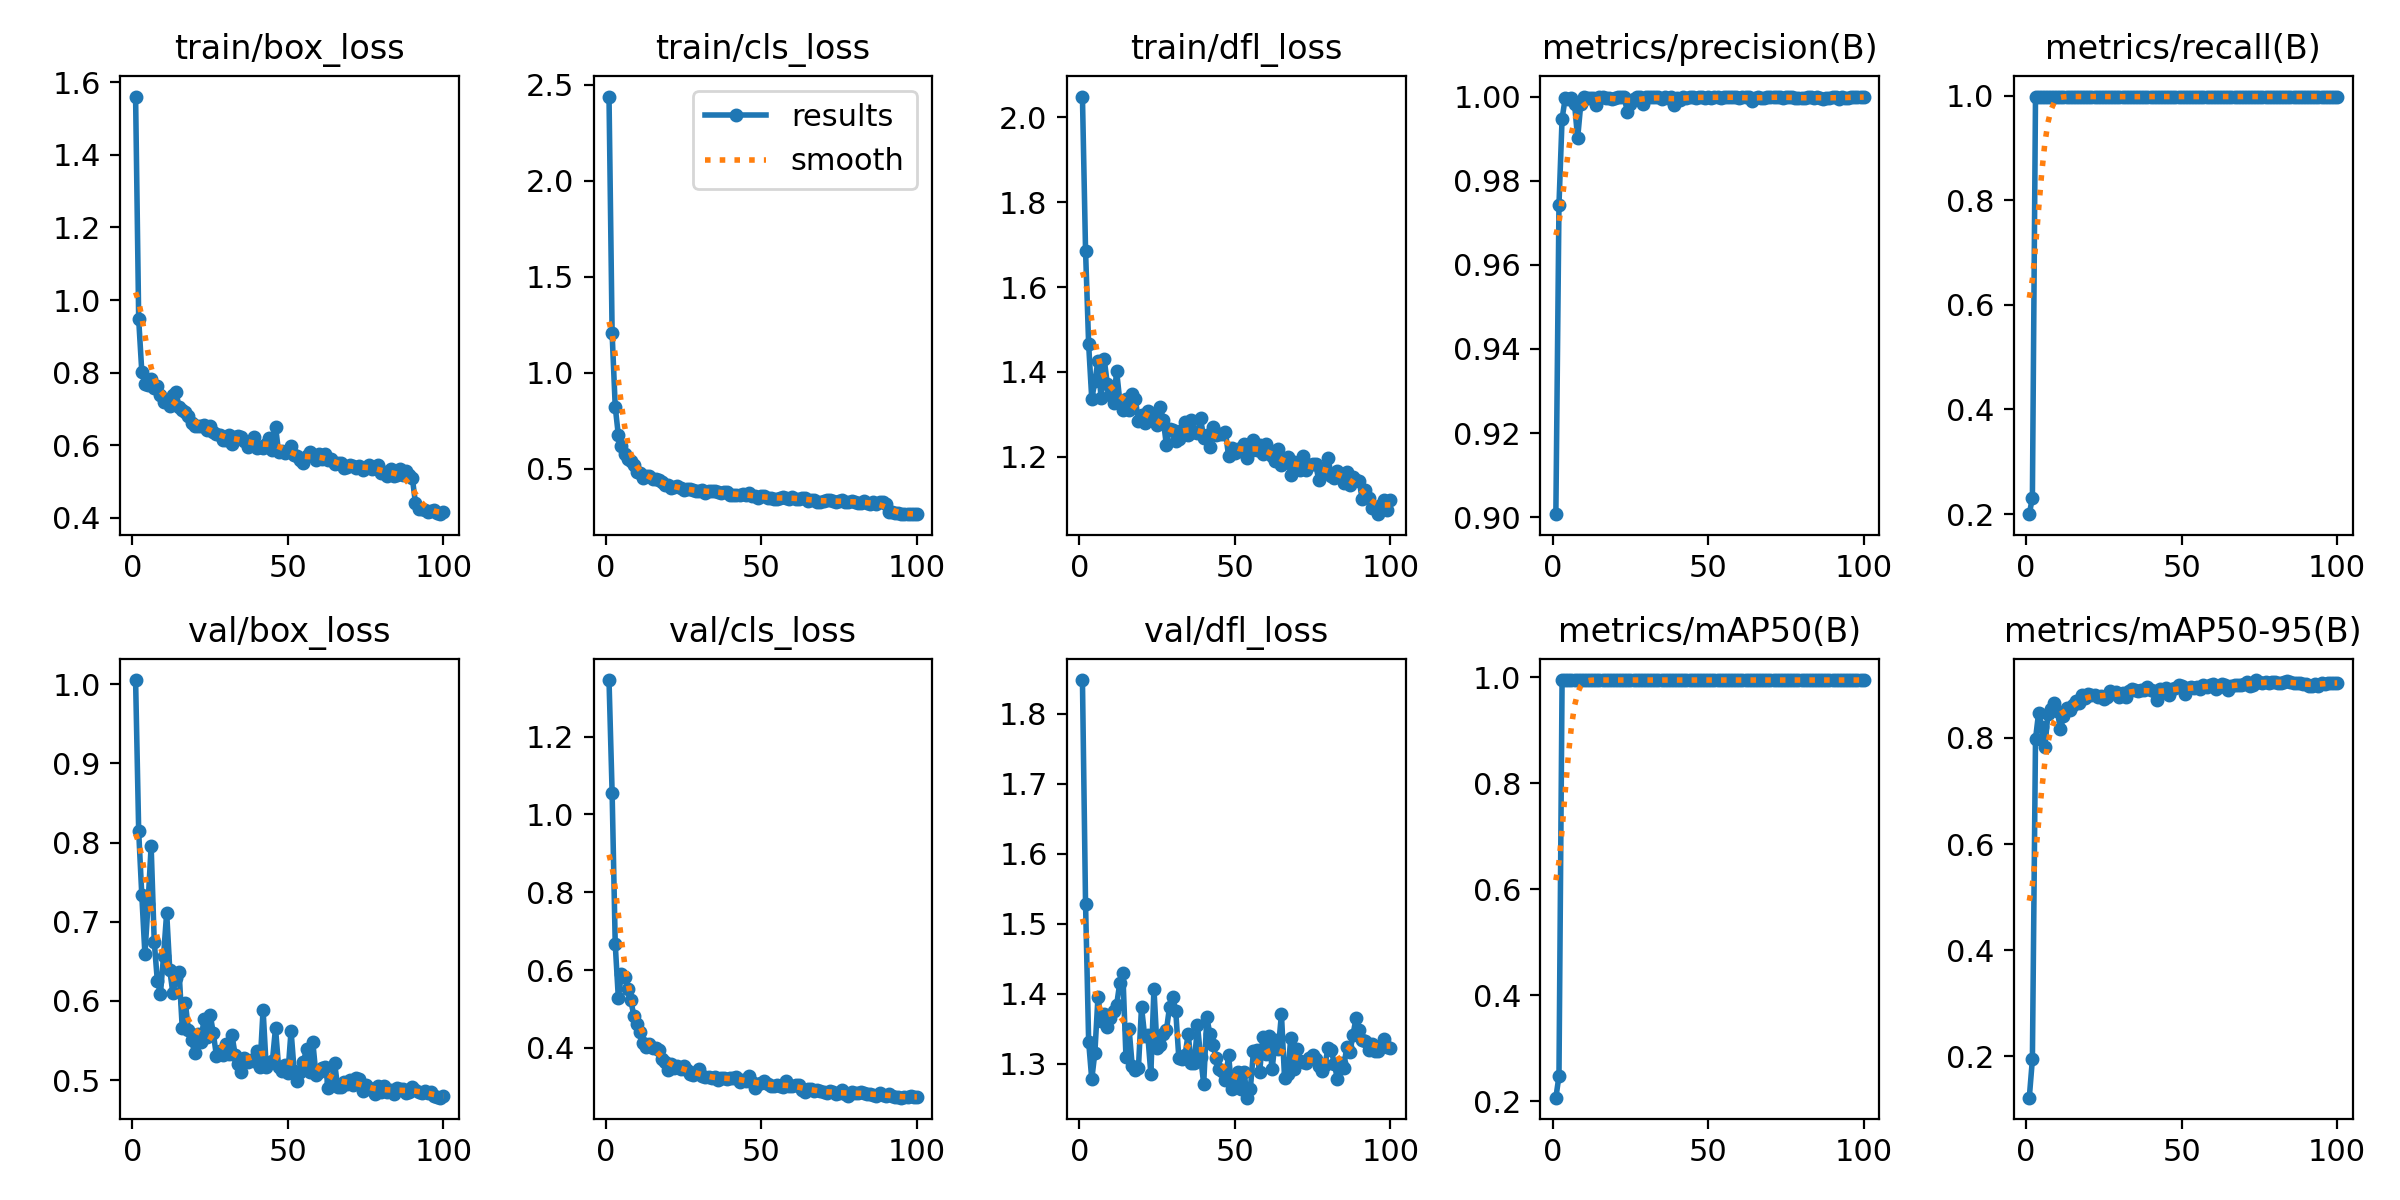 train/box_loss
1.6
1.4
1.2
1.0
0.8
0.6
0.4
0 50 100
train/cls_loss
results
smooth
2.5
2.0
1.5
1.0
0.5
0 50 100
train/dfl_loss
2.0
1.8
1.6
1.4
1.2
0 50 100
metrics/precision(B)
1.00
0.98
0.96
0.94
0.92
0.90
0 50 100
metrics/recall(B)
1.0
0.8
0.6
0.4
0.2
0 50 100
val/box_loss
1.0
0.9
0.8
0.7
0.6
0.5
0 50 100
val/cls_loss
1.2
1.0
0.8
0.6
0.4
0 50 100
val/dfl_loss
1.8
1.7
1.6
1.5
1.4
1.3
0 50 100
metrics/mAP50(B)
1.0
0.8
0.6
0.4
0.2
0 50 100
metrics/mAP50-95(B)
0.8
0.6
0.4
0.2
0 50 100